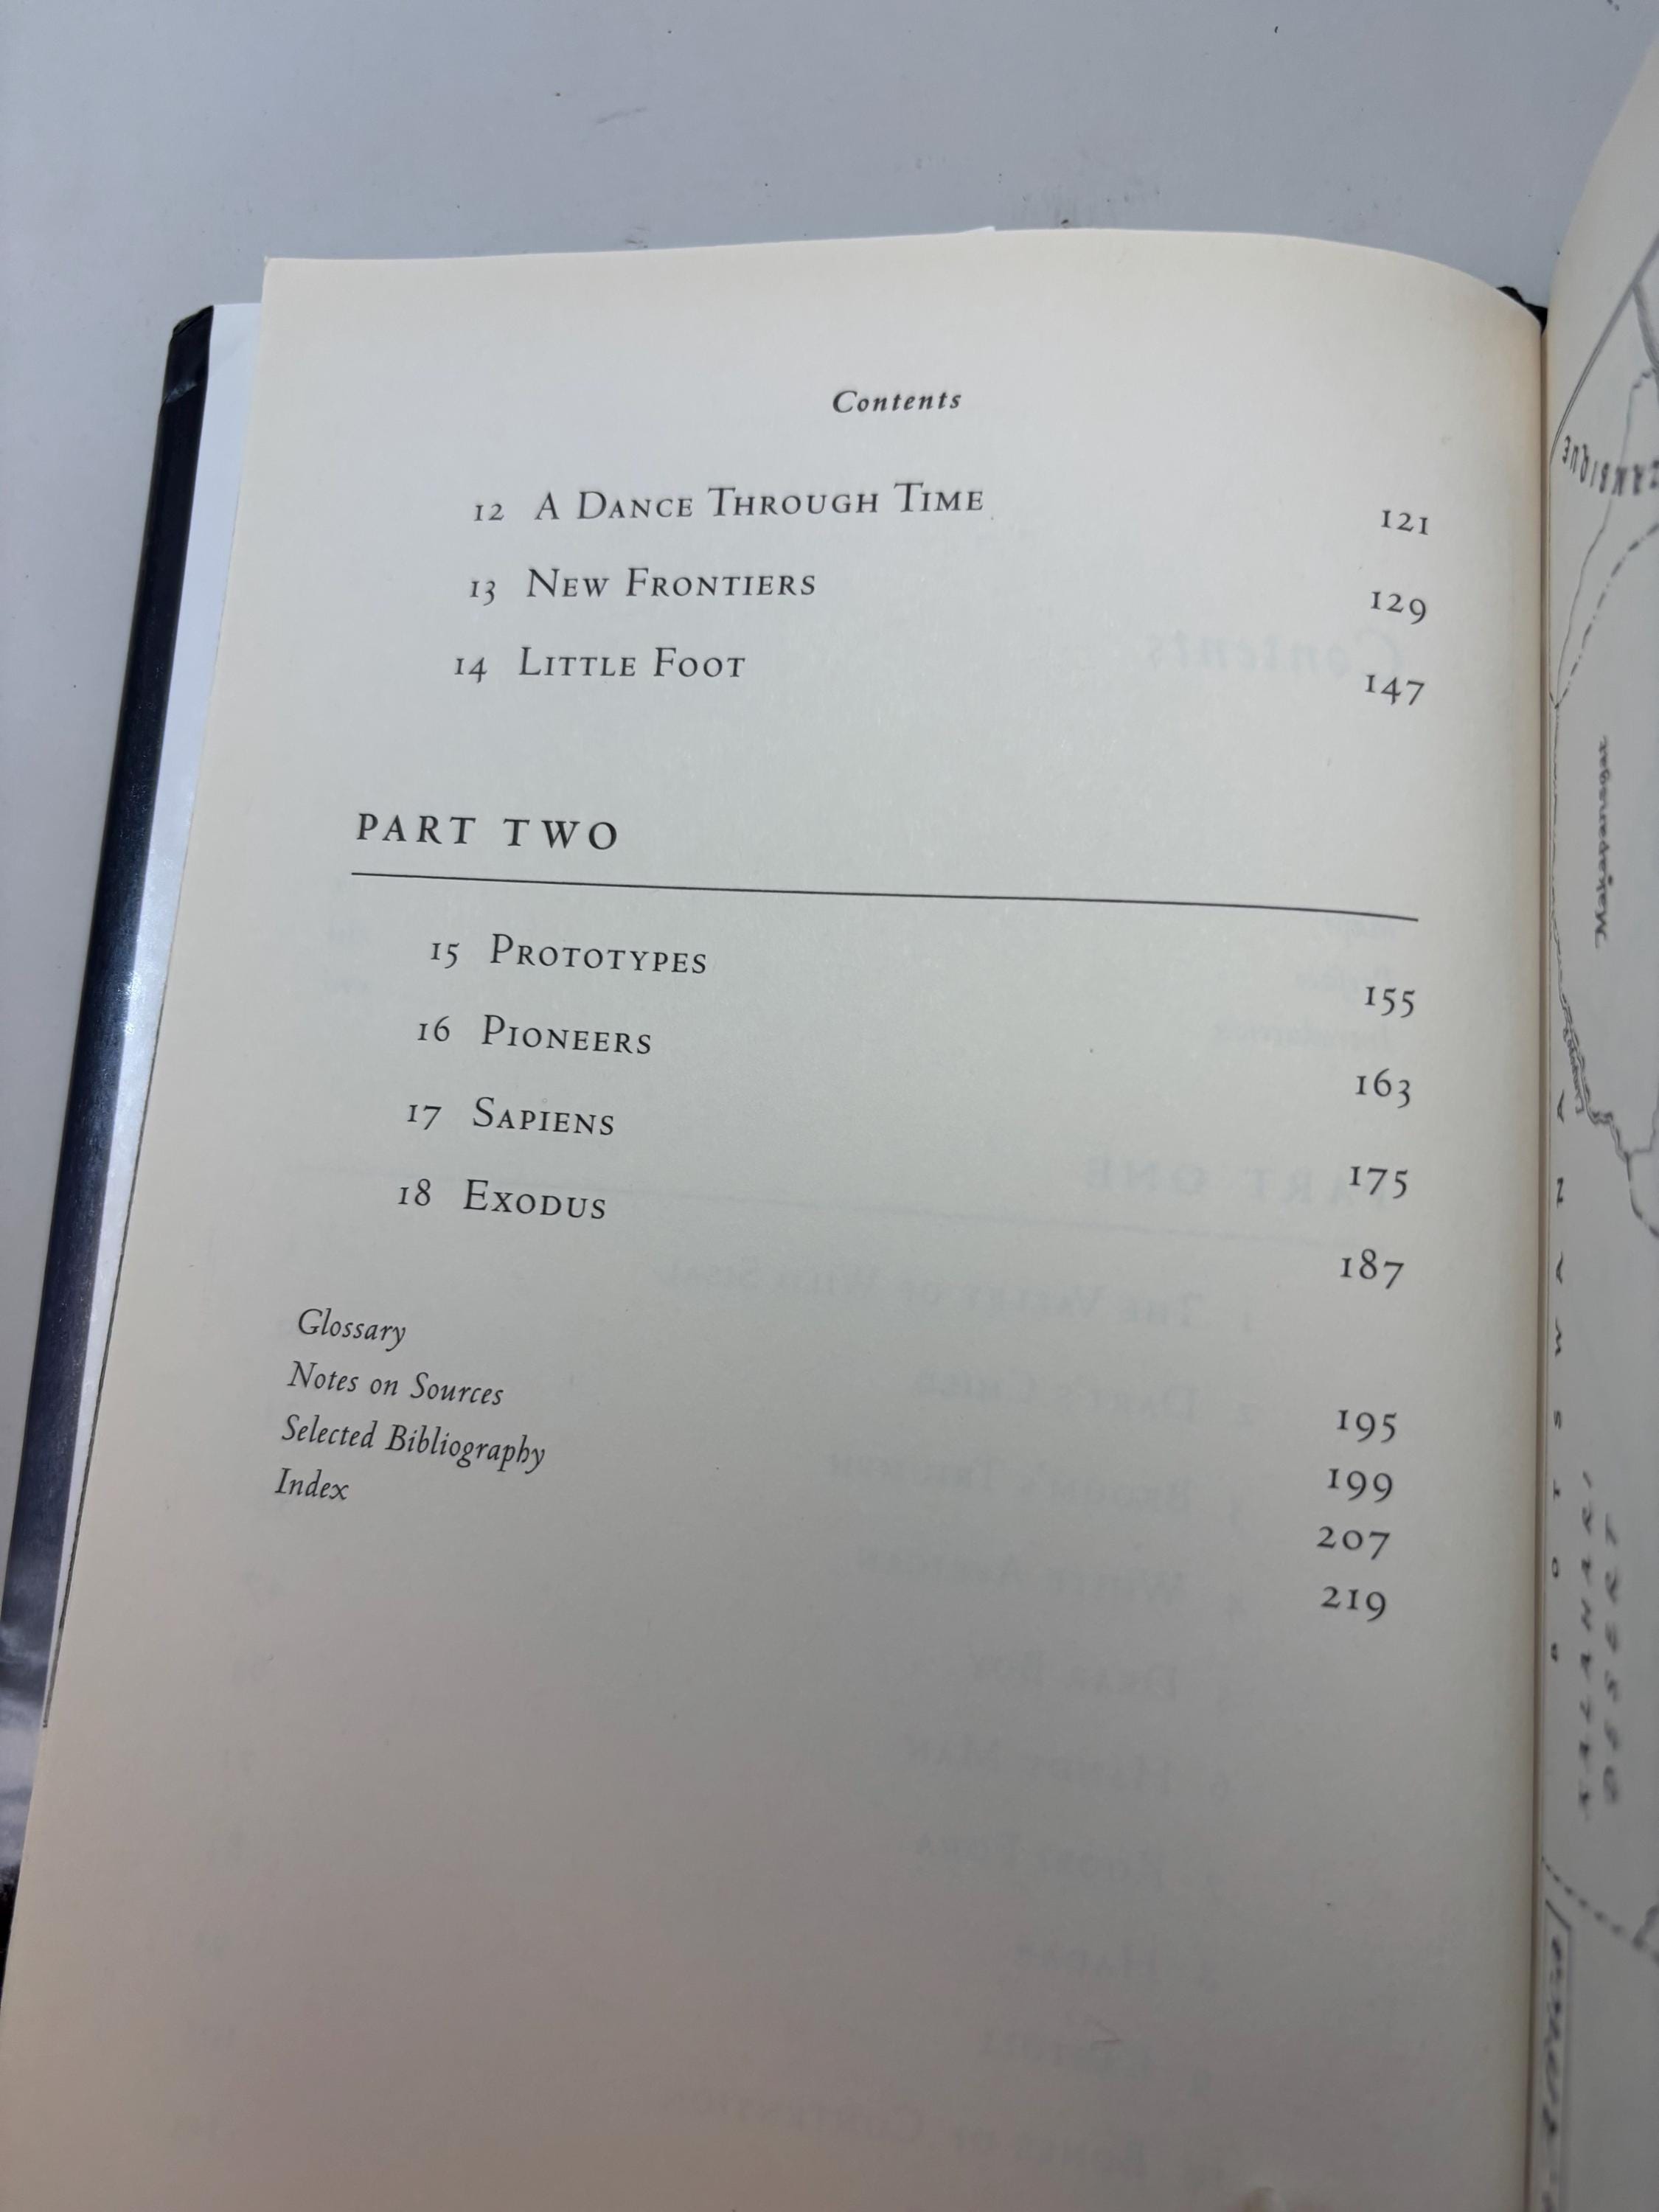 Contents
12 A Dance Through Time 121
13 New Frontiers 129
14 Little Foot 147
PART TWO
15 Prototypes 155
16 Pioneers 163
17 Sapiens 175
18 Exodus 187
Glossary 195
Notes on Sources 199
Selected Bibliography 207
Index 219
Makapansgat